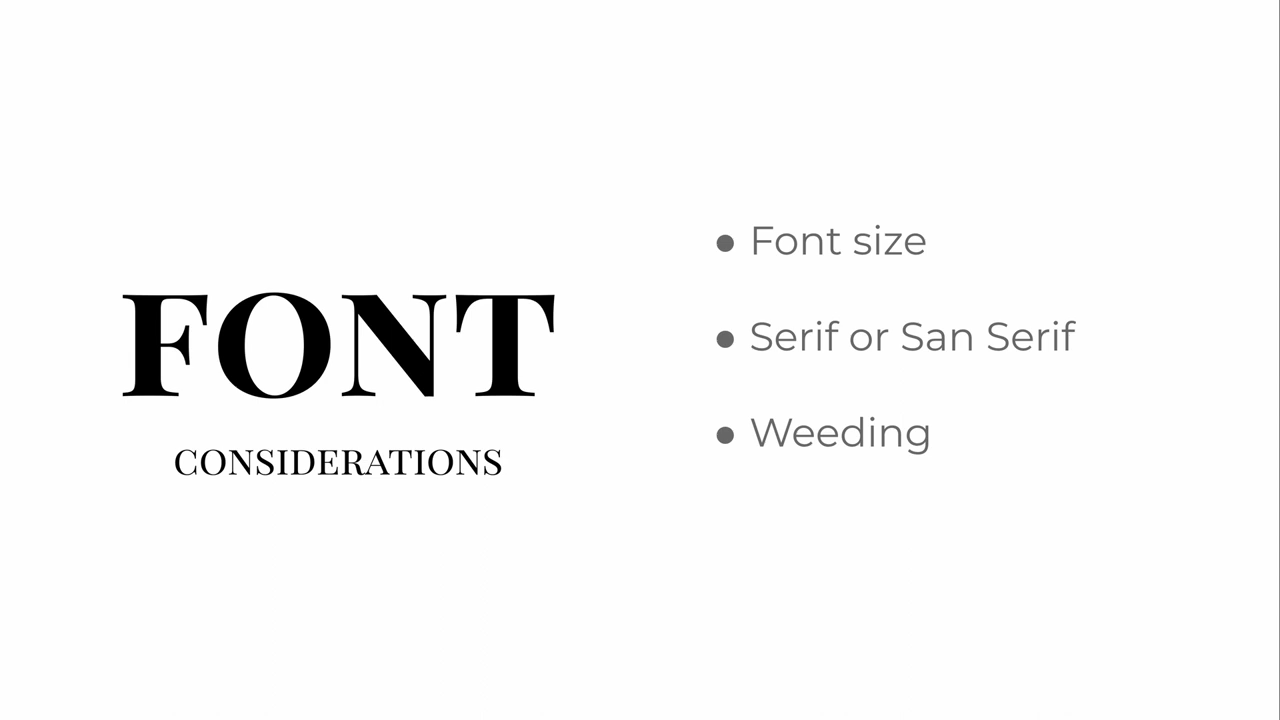 FONT
CONSIDERATIONS
● Font size
● Serif or San Serif
● Weeding